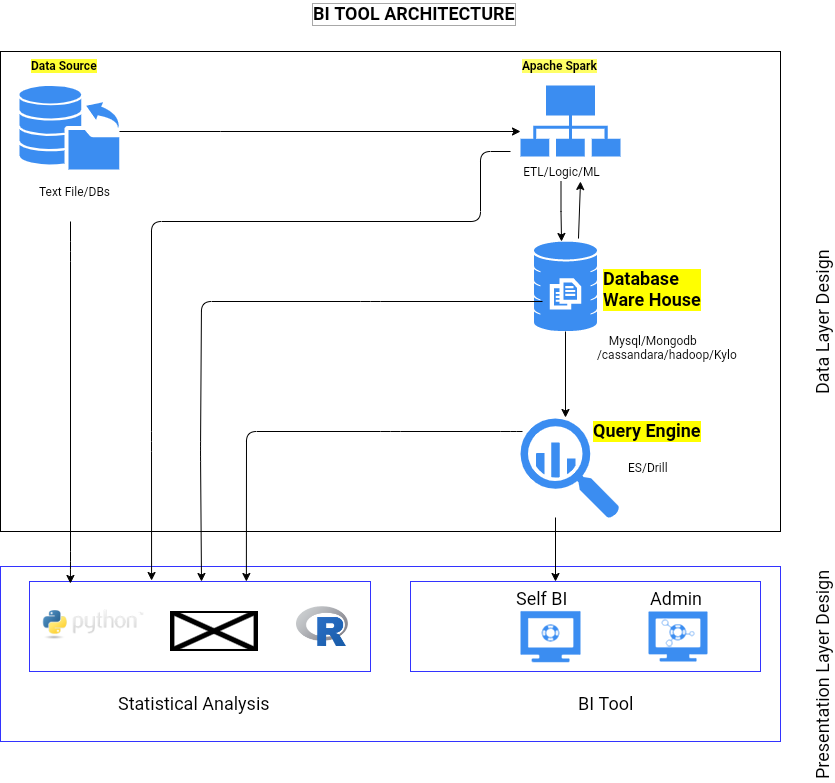 BI TOOL ARCHITECTURE
Data Source
Apache Spark
Text File/DBs
ETL/Logic/ML
Database
Ware House
Mysql/Mongodb
/cassandara/hadoop/Kylo
Query Engine
ES/Drill
Data Layer Design
python™
R
Self BI
Admin
Statistical Analysis
BI Tool
Presentation Layer Design